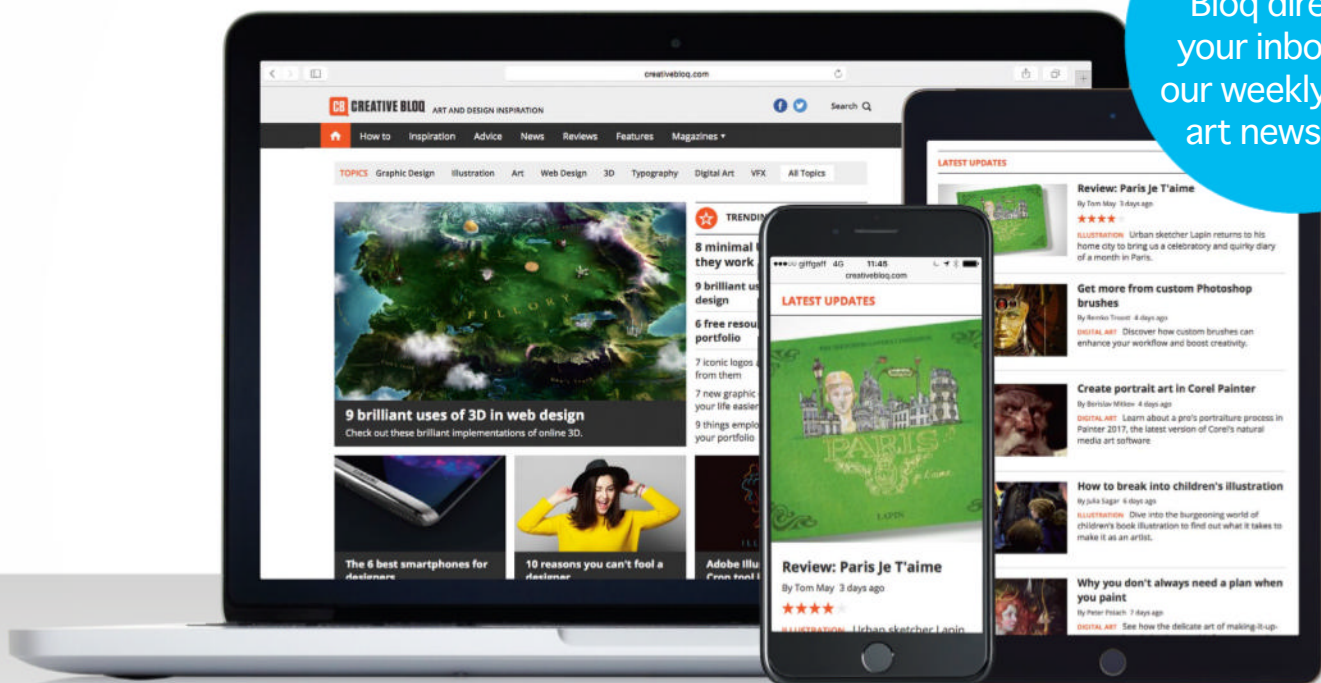 Bloq dire
your inbo
our weekly
art news
creativebloq.com
CB CREATIVE BLOQ ART AND DESIGN INSPIRATION
f
Search
How to Inspiration Advice News Reviews Features Magazines
TOPICS Graphic Design Illustration Art Web Design 3D Typography Digital Art VFX All Topics
FILLORY
9 brilliant uses of 3D in web design
Check out these brilliant implementations of online 3D.
TRENDIN
8 minimal
they work
9 brilliant us
design
6 free resou
portfolio
7 iconic logos
from them
7 new graphic
your life easier
9 things emplo
your portfolio
The 6 best smartphones for
designers
10 reasons you can't fool a
designer
Adobe Illu
Crop tool
giffgaff 4G 11:45
creativebloq.com
LATEST UPDATES
PARIS
je t'aime
LAPIN
Review: Paris Je T'aime
By Tom May 3 days ago
ILLUSTRATION Urban sketcher Lapin
LATEST UPDATES
Review: Paris Je T'aime
By Tom May 3 days ago
ILLUSTRATION Urban sketcher Lapin returns to his
home city to bring us a celebratory and quirky diary
of a month in Paris.
Get more from custom Photoshop
brushes
By Remko Troost 4 days ago
DIGITAL ART Discover how custom brushes can
enhance your workflow and boost creativity.
Create portrait art in Corel Painter
By Borislav Mitkov 4 days ago
DIGITAL ART Learn about a pro's portraiture process in
Painter 2017, the latest version of Corel's natural
media art software
How to break into children's illustration
By Julia Sagar 6 days ago
ILLUSTRATION Dive into the burgeoning world of
children's book illustration to find out what it takes to
make it as an artist.
Why you don't always need a plan when
you paint
By Peter Polach 7 days ago
DIGITAL ART See how the delicate art of making-it-up-